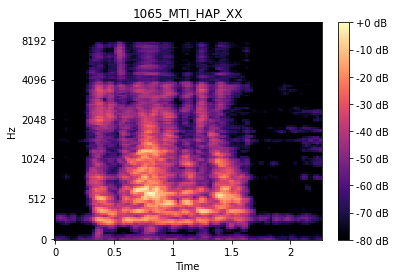 1065_MTI_HAP_XX
8192
4096
2048
1024
512
0
Hz
0
0.5
1
1.5
2
Time
+0 dB
-10 dB
-20 dB
-30 dB
-40 dB
-50 dB
-60 dB
-70 dB
-80 dB